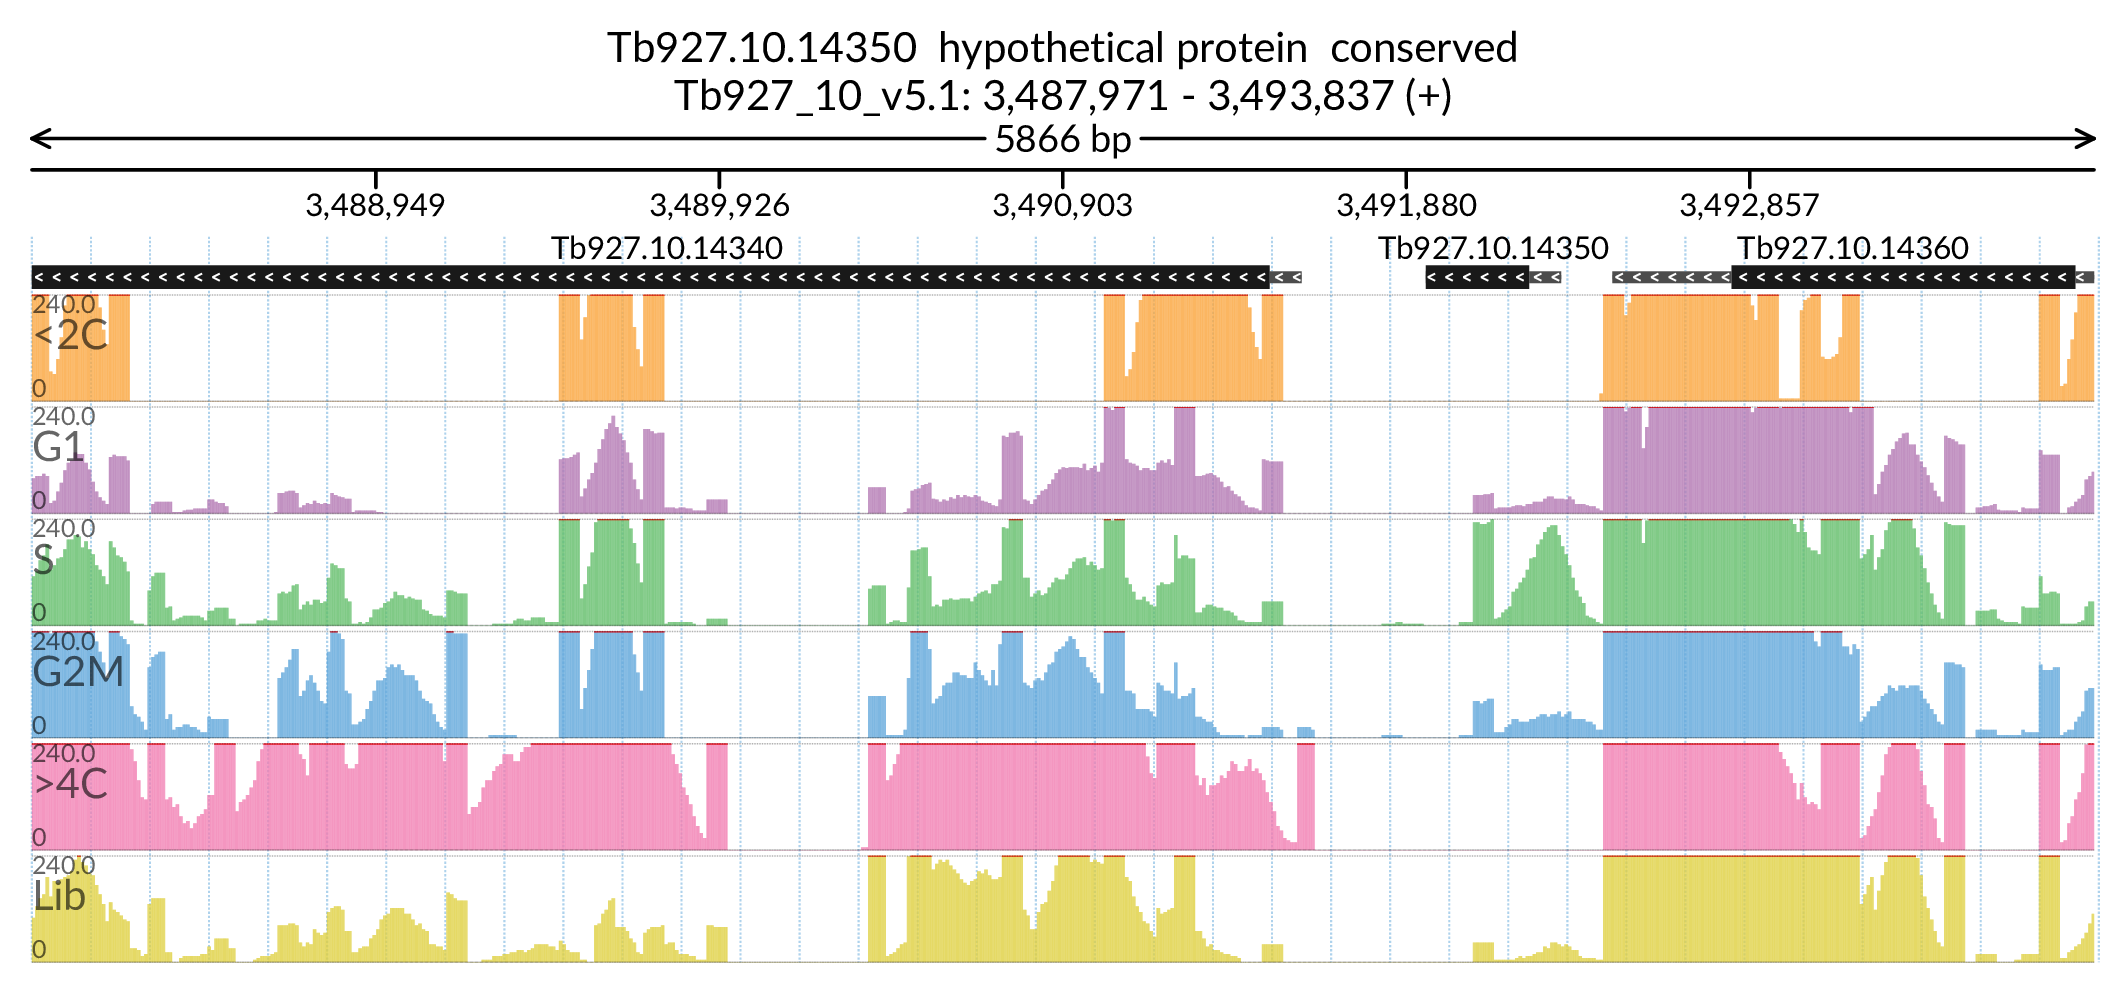 Tb927.10.14350 hypothetical protein conserved
Tb927_10_v5.1: 3,487,971 - 3,493,837 (+)
5866 bp
3,488,949 3,489,926 3,490,903 3,491,880 3,492,857
Tb927.10.14340 Tb927.10.14350 Tb927.10.14360
240.0
<2C
0
240.0
G1
0
240.0
S
0
240.0
G2M
0
240.0
>4C
0
240.0
Lib
0